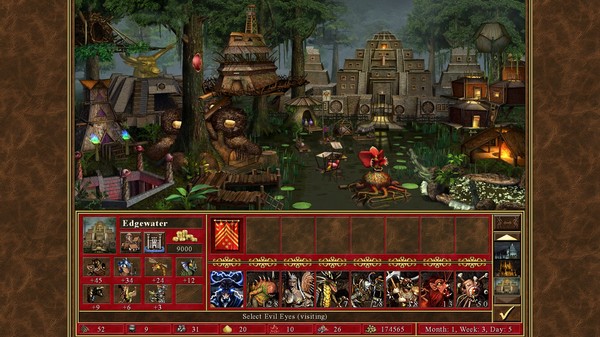 Edgewater
9000
+45 +34 +24 +12
+9 +6 +3
Select Evil Eyes (visiting)
52 9 31 20 10 26 174565 Month: 1, Week: 3, Day: 5